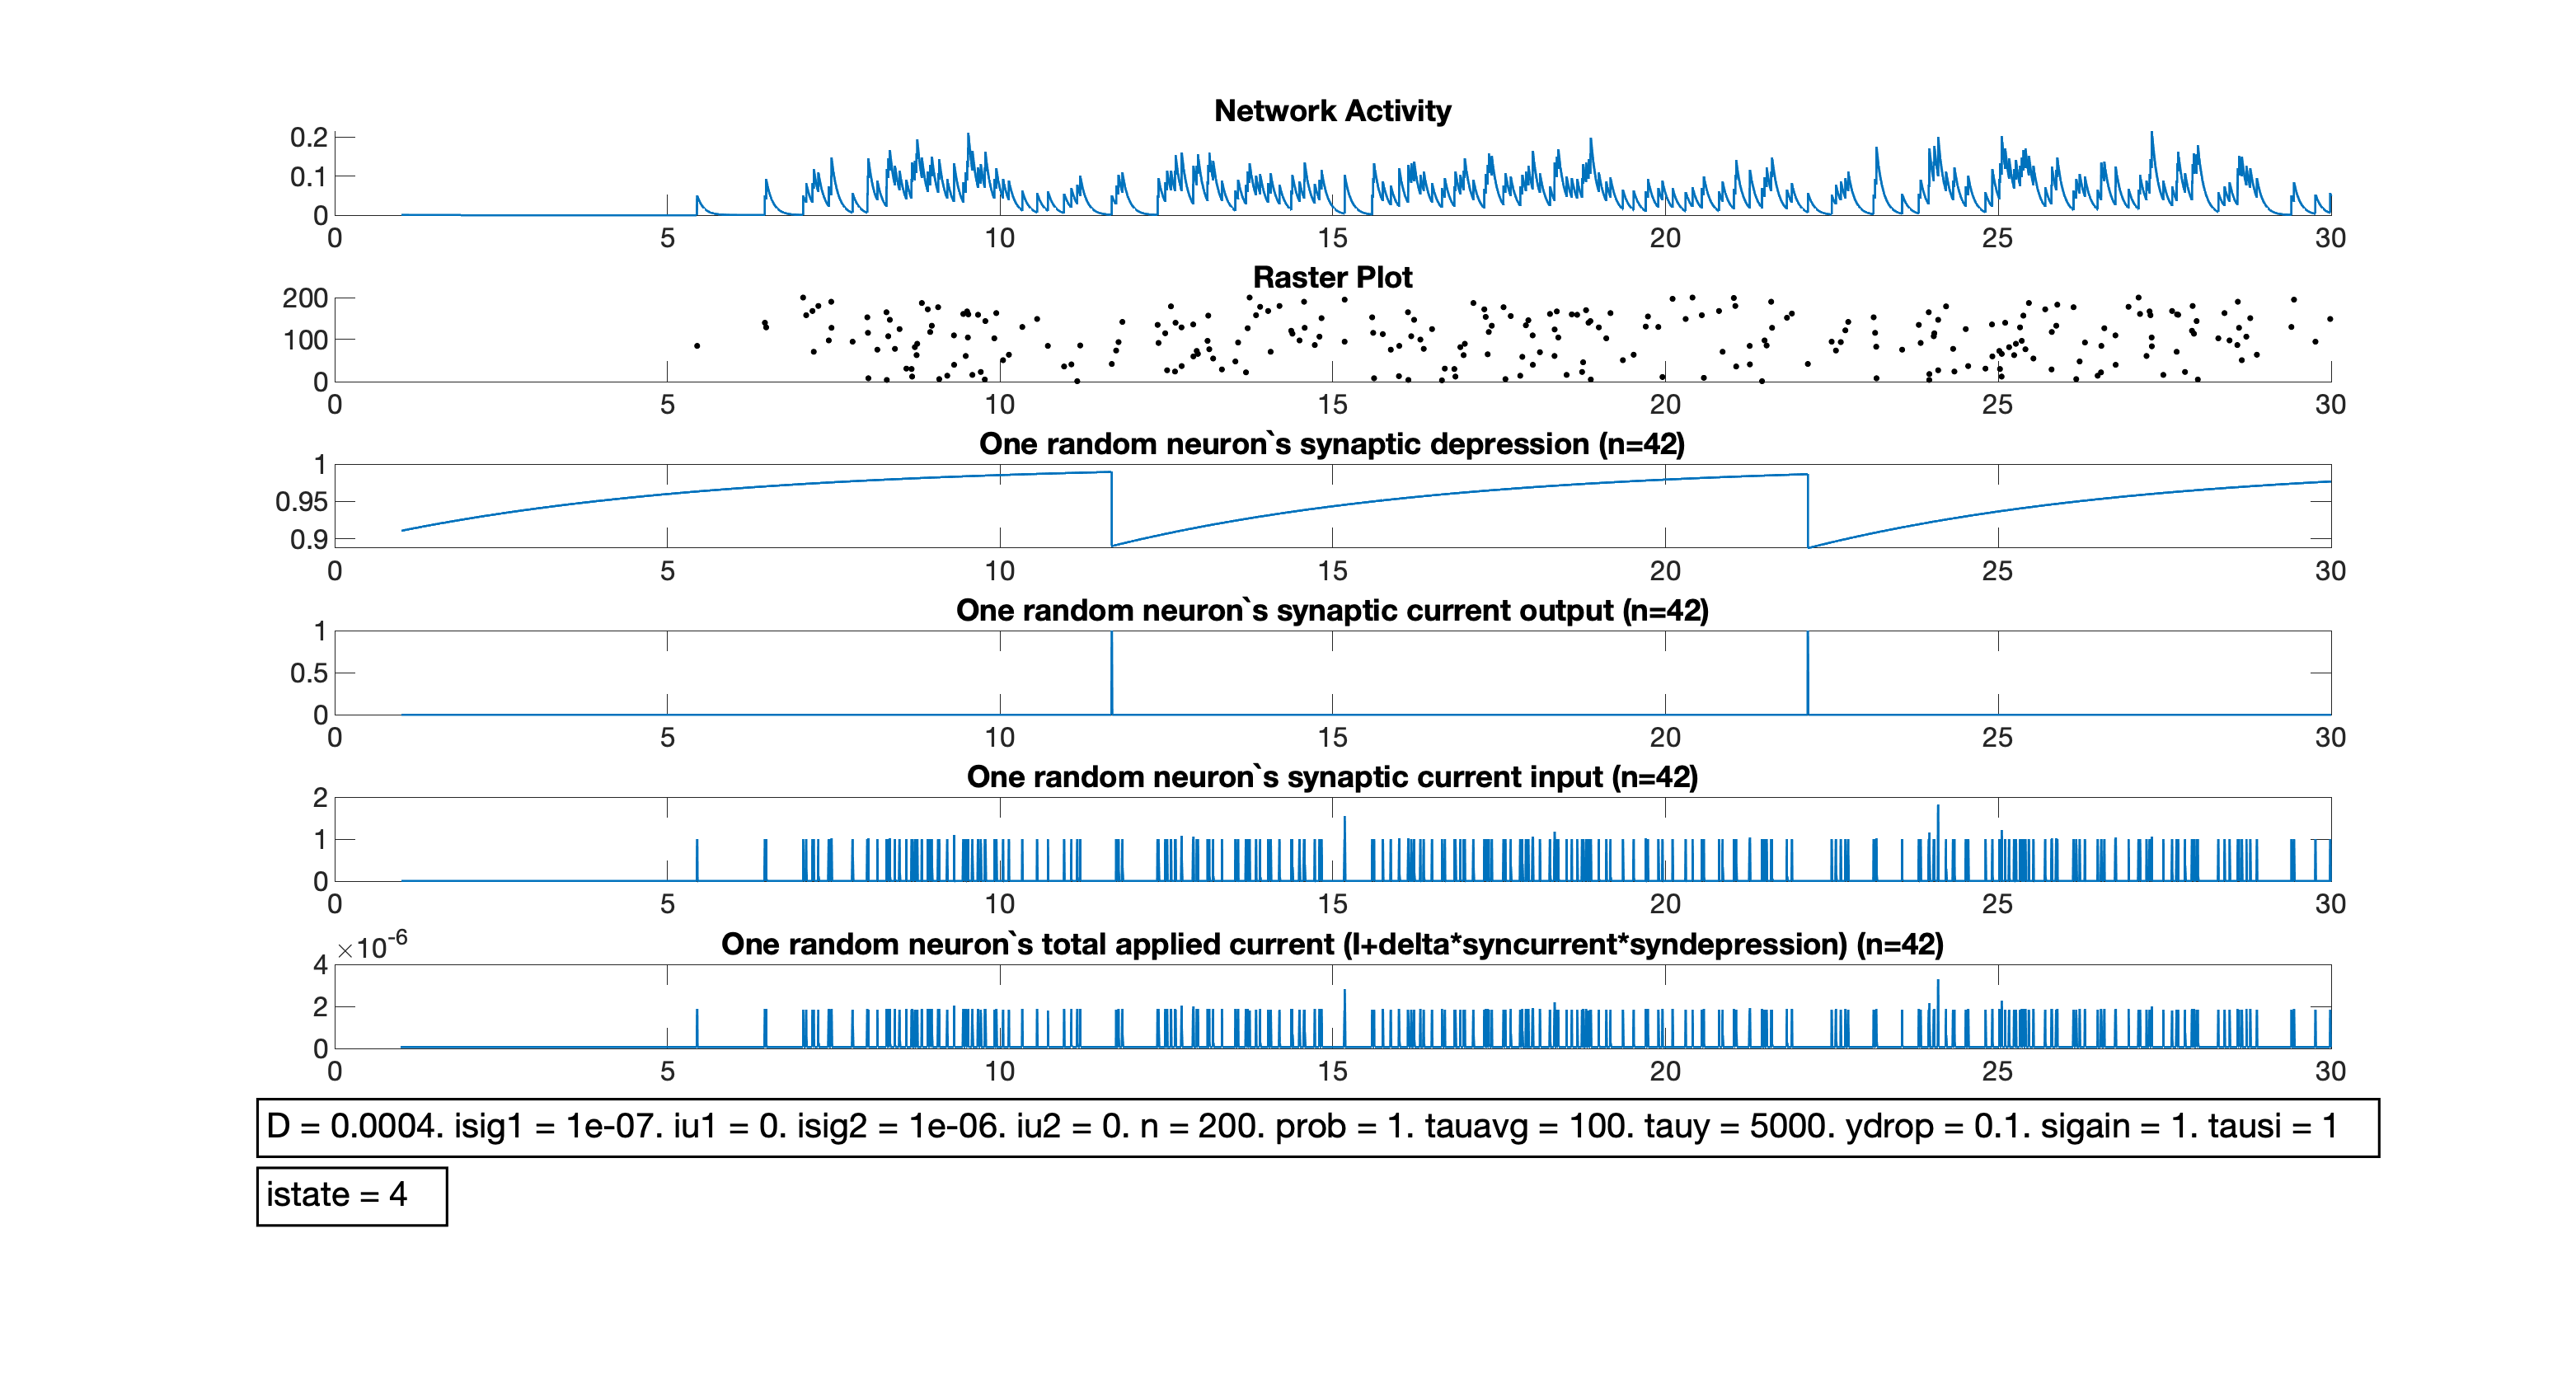 Network Activity
0.2
0.1
0
0 5 10 15 20 25 30
Raster Plot
200
100
0
0 5 10 15 20 25 30
One random neuron`s synaptic depression (n=42)
1
0.95
0.9
0 5 10 15 20 25 30
One random neuron`s synaptic current output (n=42)
1
0.5
0
0 5 10 15 20 25 30
One random neuron`s synaptic current input (n=42)
2
1
0
0 5 10 15 20 25 30
×10-6
One random neuron`s total applied current (I+delta*syncurrent*syndepression) (n=42)
4
2
0
0 5 10 15 20 25 30
D = 0.0004. isig1 = 1e-07. iu1 = 0. isig2 = 1e-06. iu2 = 0. n = 200. prob = 1. tauavg = 100. tauy = 5000. ydrop = 0.1. sigain = 1. tausi = 1
istate = 4